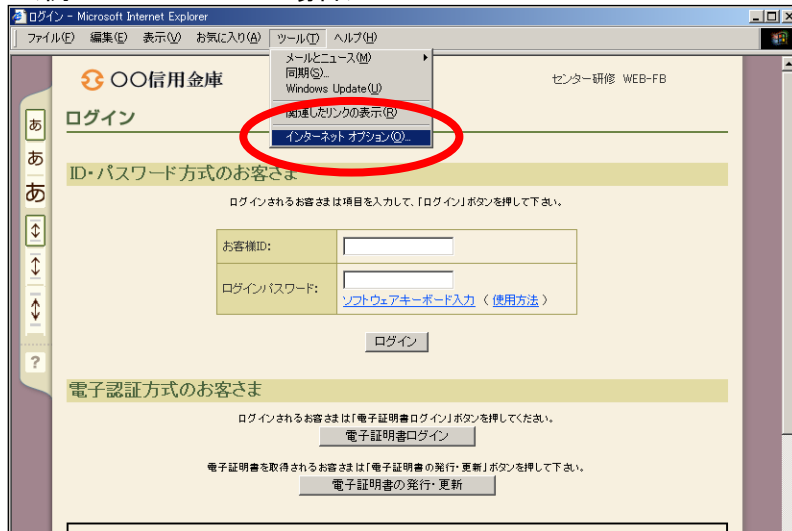 ログイン - Microsoft Internet Explorer
ファイル(F) 編集(E) 表示(V) お気に入り(A) ツール(T) ヘルプ(H)
メールとニュース(M)
同期(S)...
Windows Update(U)
関連したリンクの表示(R)
インターネット オプション(O)...
〇〇信用金庫
センター研修 WEB-FB
あ
あ
あ
?
ログイン
ID・パスワード方式のお客さま
ログインされるお客さまは項目を入力して、「ログイン」ボタンを押して下さい。
お客様ID:
ログインパスワード:
ソフトウェアキーボード入力 ( 使用方法 )
ログイン
電子認証方式のお客さま
ログインされるお客さまは「電子証明書ログイン」ボタンを押してください。
電子証明書ログイン
電子証明書を取得されるお客さまは「電子証明書の発行・更新」ボタンを押して下さい。
電子証明書の発行・更新